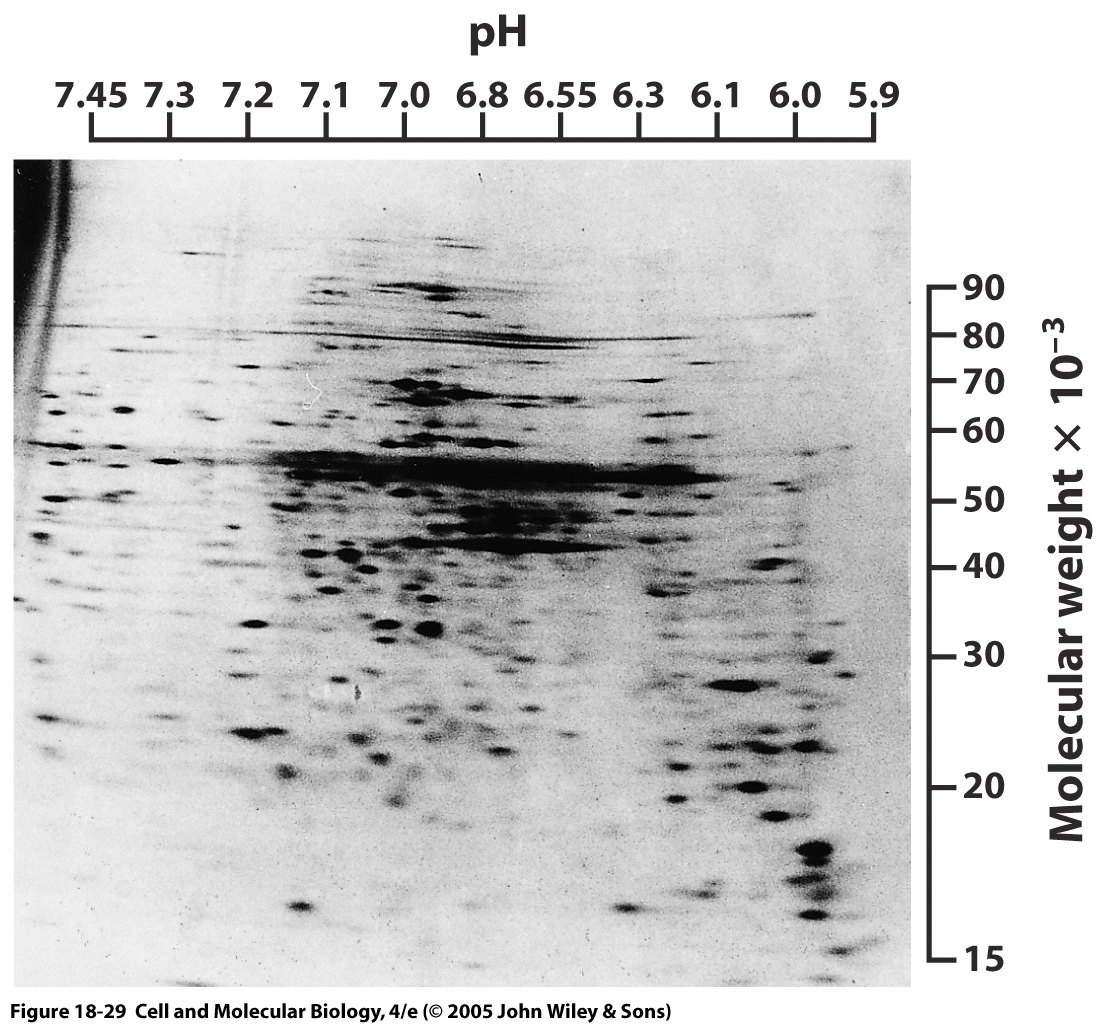 pH
7.45 7.3 7.2 7.1 7.0 6.8 6.55 6.3 6.1 6.0 5.9
90
80
70
60
50
40
30
20
15
Molecular weight × 10⁻³
Figure 18-29 Cell and Molecular Biology, 4/e (© 2005 John Wiley & Sons)